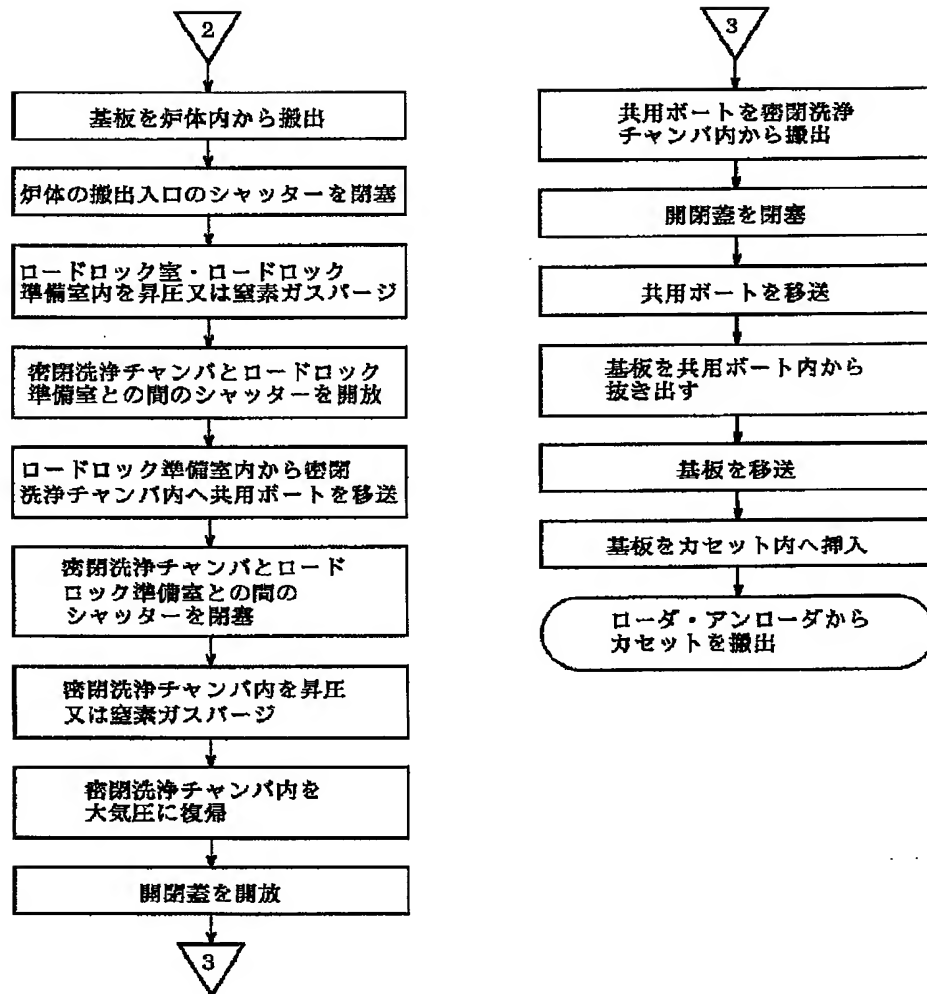 2
基板を炉体内から搬出
炉体の搬出入口のシャッターを閉塞
ロードロック室・ロードロック
準備室内を昇圧又は窒素ガスパージ
密閉洗浄チャンバとロードロック
準備室との間のシャッターを開放
ロードロック準備室内から密閉
洗浄チャンバ内へ共用ボートを移送
密閉洗浄チャンバとロード
ロック準備室との間の
シャッターを閉塞
密閉洗浄チャンバ内を昇圧
又は窒素ガスパージ
密閉洗浄チャンバ内を
大気圧に復帰
開閉蓋を開放
3
3
共用ボートを密閉洗浄
チャンバ内から搬出
開閉蓋を閉塞
共用ボートを移送
基板を共用ボート内から
抜き出す
基板を移送
基板をカセット内へ挿入
ローダ・アンローダから
カセットを搬出